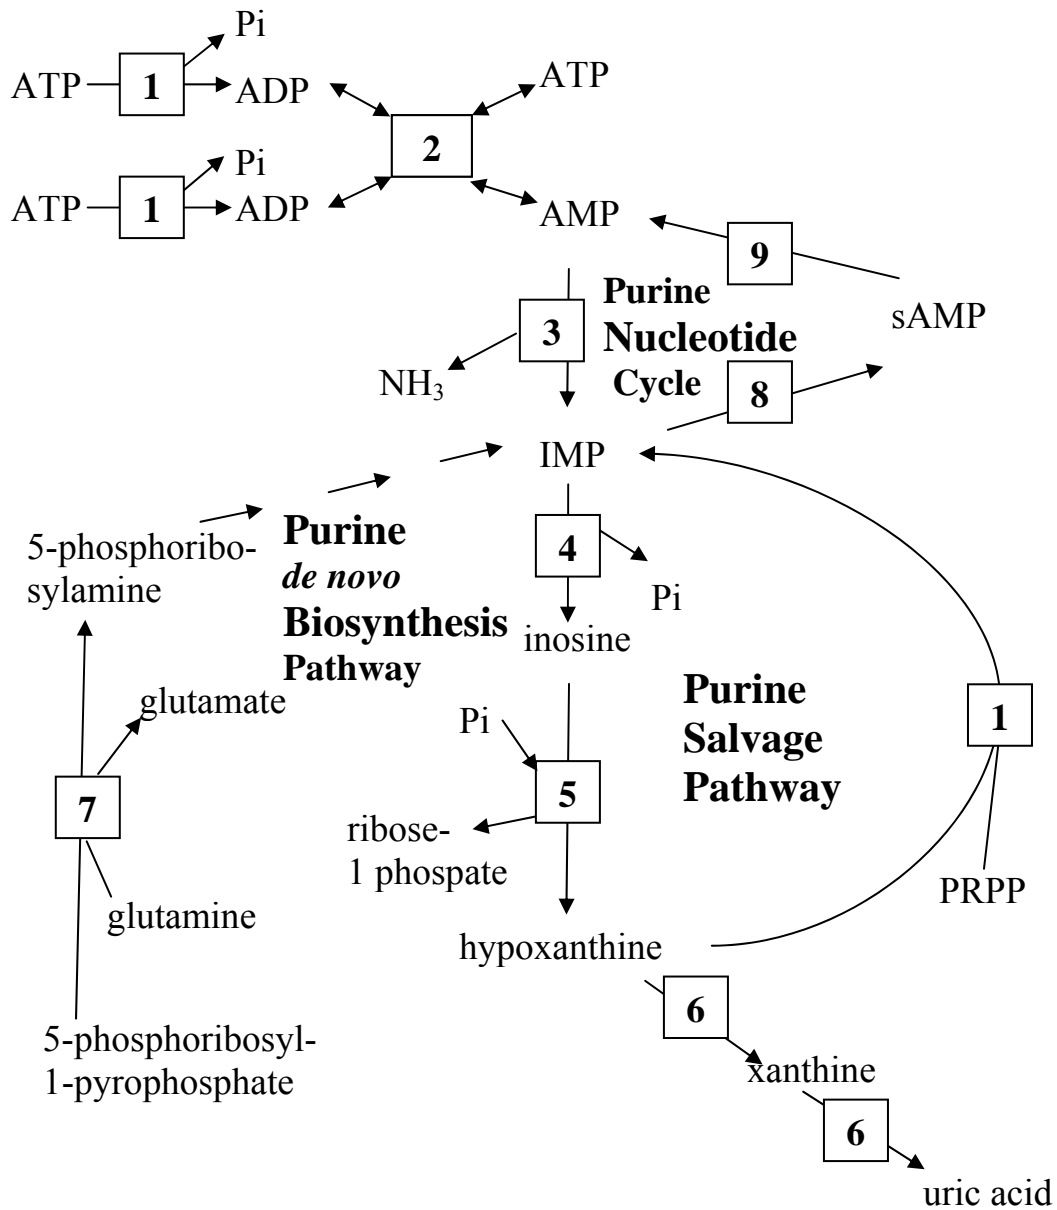 Pi
ATP 1 ADP
ATP
2
Pi
ATP 1 ADP
AMP
9
sAMP
Purine
Nucleotide
Cycle
3
NH3
8
IMP
5-phosphoribo-
sylamine
Purine
de novo
Biosynthesis
Pathway
4
Pi
inosine
glutamate
Pi
Purine
Salvage
Pathway
1
7
5
ribose-
1 phospate
glutamine
PRPP
hypoxanthine
6
5-phosphoribosyl-
1-pyrophosphate
xanthine
6
uric acid